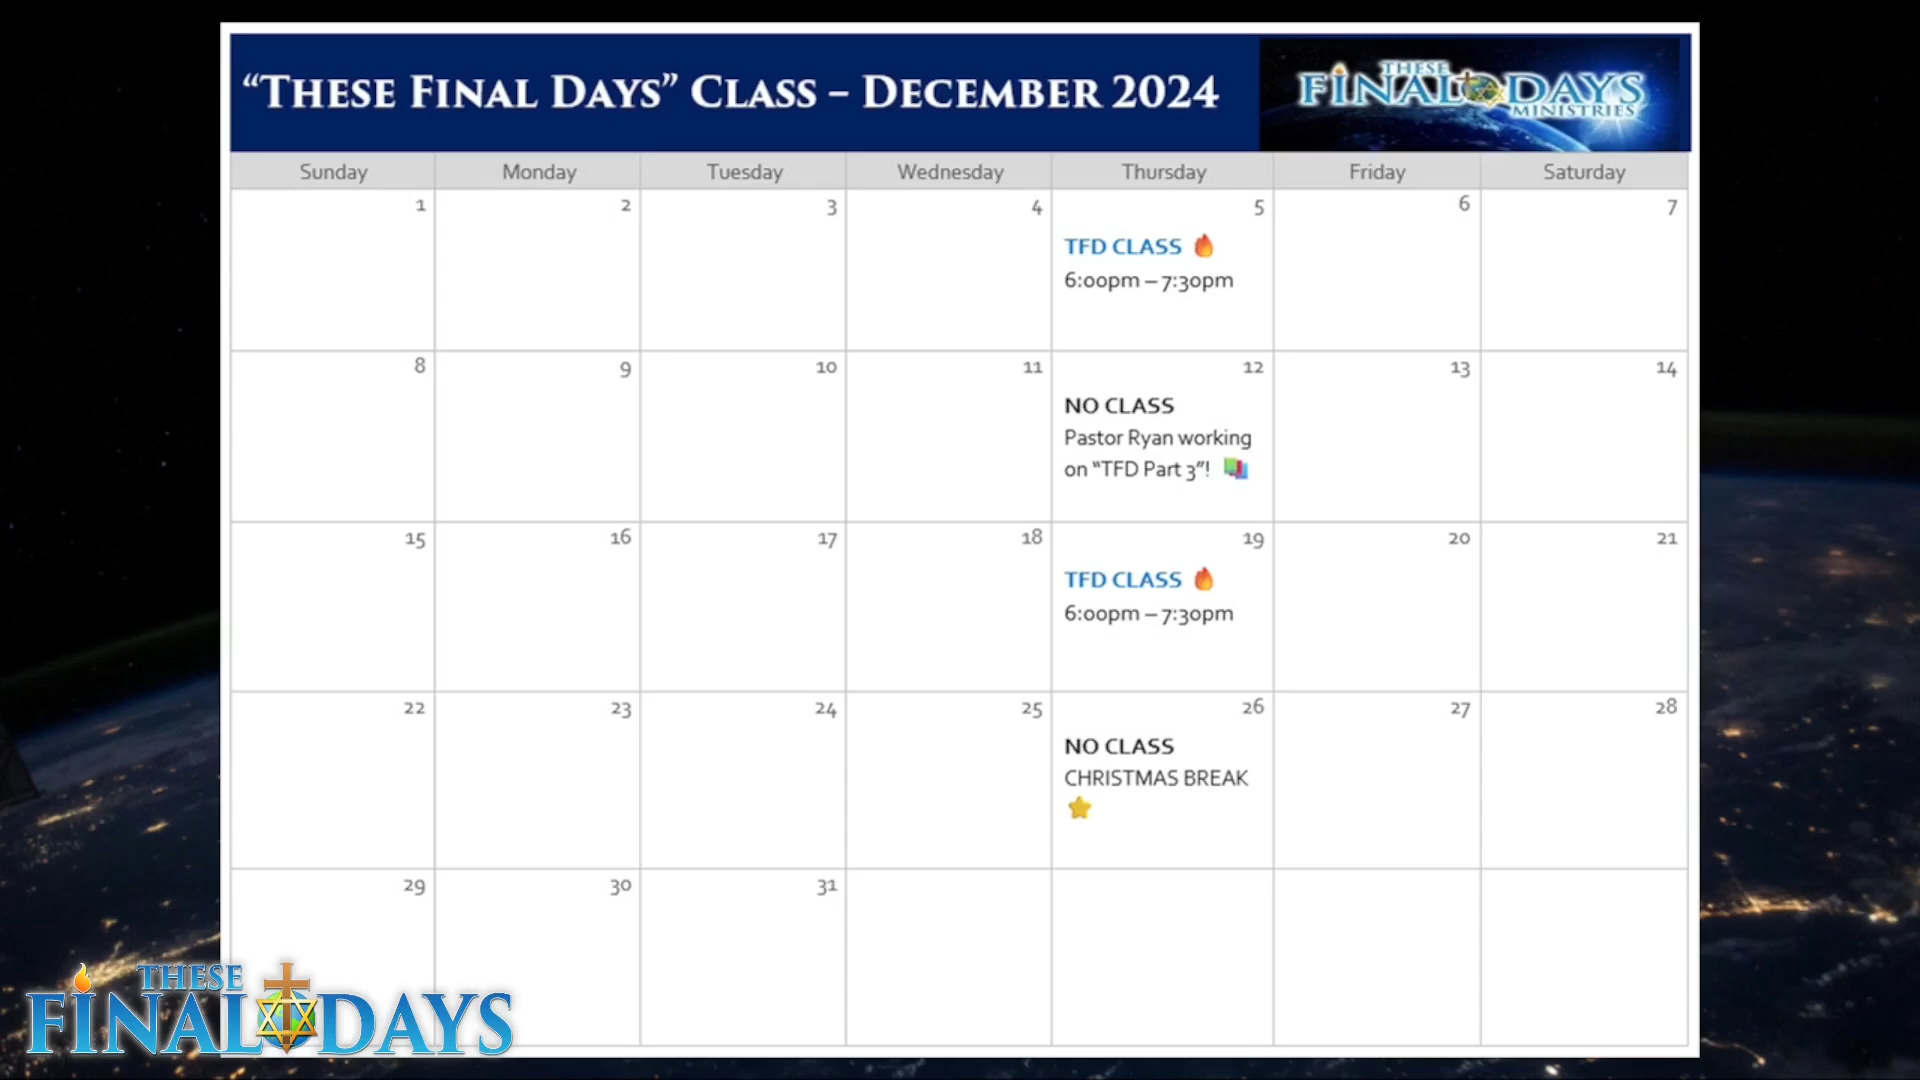 “THESE FINAL DAYS” CLASS – DECEMBER 2024
THESE
FINAL DAYS
MINISTRIES
Sunday Monday Tuesday Wednesday Thursday Friday Saturday
1 2 3 4 5 6 7
TFD CLASS 🔥
6:00pm – 7:30pm
8 9 10 11 12 13 14
NO CLASS
Pastor Ryan working
on “TFD Part 3”!
15 16 17 18 19 20 21
TFD CLASS 🔥
6:00pm – 7:30pm
22 23 24 25 26 27 28
NO CLASS
CHRISTMAS BREAK
⭐
29 30 31
THESE
FINAL DAYS